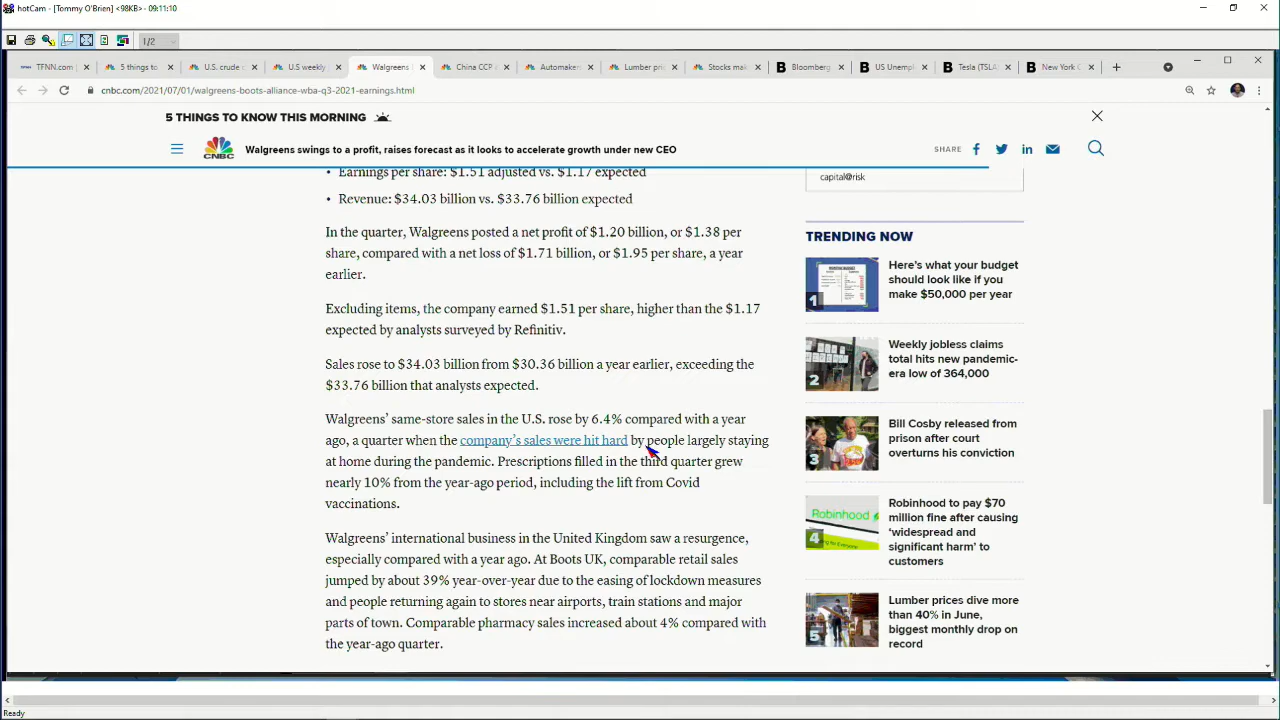 hotCam - [Tommy O'Brien] <98KB> - 09:11:10
1/2
TFNN.com
5 things to
U.S. crude
U.S weekly
Walgreens
China CCP
Automaker
Lumber pri
Stocks mak
Bloomberg
US Unemp
Tesla (TSLA
New York C
cnbc.com/2021/07/01/walgreens-boots-alliance-wba-q3-2021-earnings.html
5 THINGS TO KNOW THIS MORNING
CNBC
Walgreens swings to a profit, raises forecast as it looks to accelerate growth under new CEO
SHARE
• Earnings per share: $1.51 adjusted vs. $1.17 expected
• Revenue: $34.03 billion vs. $33.76 billion expected
In the quarter, Walgreens posted a net profit of $1.20 billion, or $1.38 per
share, compared with a net loss of $1.71 billion, or $1.95 per share, a year
earlier.
Excluding items, the company earned $1.51 per share, higher than the $1.17
expected by analysts surveyed by Refinitiv.
Sales rose to $34.03 billion from $30.36 billion a year earlier, exceeding the
$33.76 billion that analysts expected.
Walgreens' same-store sales in the U.S. rose by 6.4% compared with a year
ago, a quarter when the company's sales were hit hard by people largely staying
at home during the pandemic. Prescriptions filled in the third quarter grew
nearly 10% from the year-ago period, including the lift from Covid
vaccinations.
Walgreens' international business in the United Kingdom saw a resurgence,
especially compared with a year ago. At Boots UK, comparable retail sales
jumped by about 39% year-over-year due to the easing of lockdown measures
and people returning again to stores near airports, train stations and major
parts of town. Comparable pharmacy sales increased about 4% compared with
the year-ago quarter.
capital@risk
TRENDING NOW
1
Here's what your budget
should look like if you
make $50,000 per year
2
Weekly jobless claims
total hits new pandemic-
era low of 364,000
3
Bill Cosby released from
prison after court
overturns his conviction
Robinhood
4
Robinhood to pay $70
million fine after causing
'widespread and
significant harm' to
customers
5
Lumber prices dive more
than 40% in June,
biggest monthly drop on
record
Ready